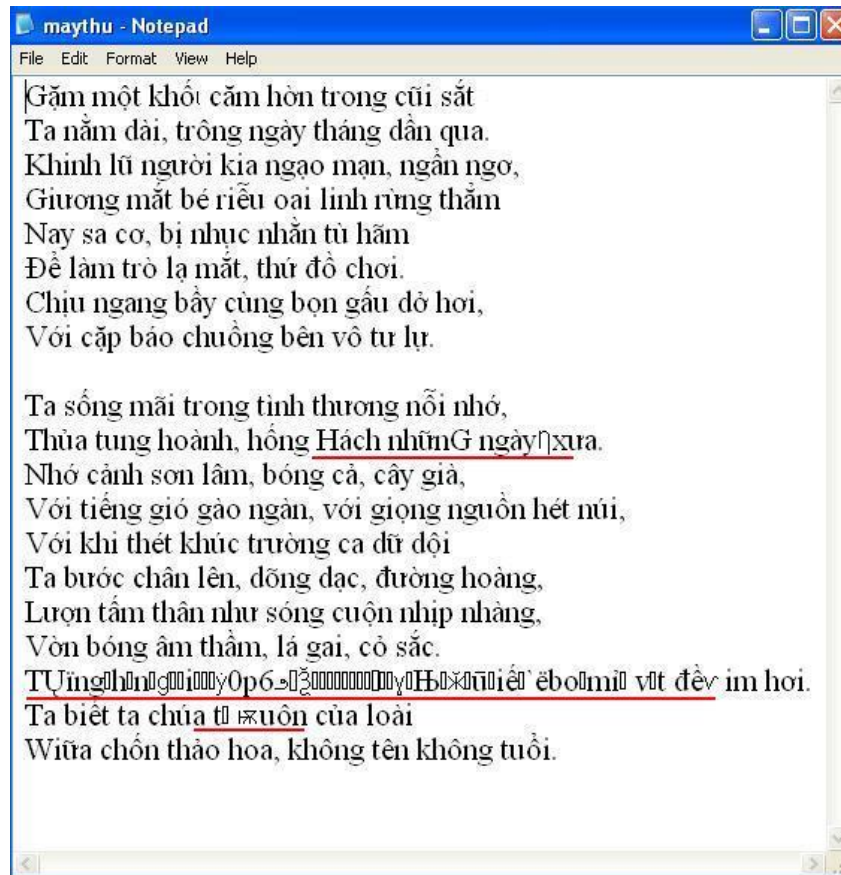 maythu - Notepad
File Edit Format View Help
Gặm một khốι căm hờn trong cũi sắt
Ta nằm dài, trông ngày tháng dần qua.
Khinh lũ người kia ngạo mạn, ngẩn ngơ,
Giương mắt bé riễu oai linh rừng thẳm
Nay sa cơ, bị nhục nhằn tù hãm
Để làm trò lạ mắt, thứ đồ chơi.
Chịu ngang bầy cùng bọn gấu dở hơi,
Với cặp báo chuồng bên vô tư lự.
Ta sống mãi trong tình thương nỗi nhớ,
Thủa tung hoành, hống Hách nhữnG ngàyȠxưa.
Nhớ cảnh sơn lâm, bóng cả, cây già,
Với tiếng gió gào ngàn, với giọng nguồn hét núi,
Với khi thét khúc trường ca dữ dội
Ta bước chân lên, dõng dạc, đường hoàng,
Lượn tấm thân như sóng cuộn nhịp nhàng,
Vờn bóng âm thầm, lá gai, cỏ sắc.
im hơi.
Ta biết ta chúa của loài
Wiữa chốn thảo hoa, không tên không tuổi.